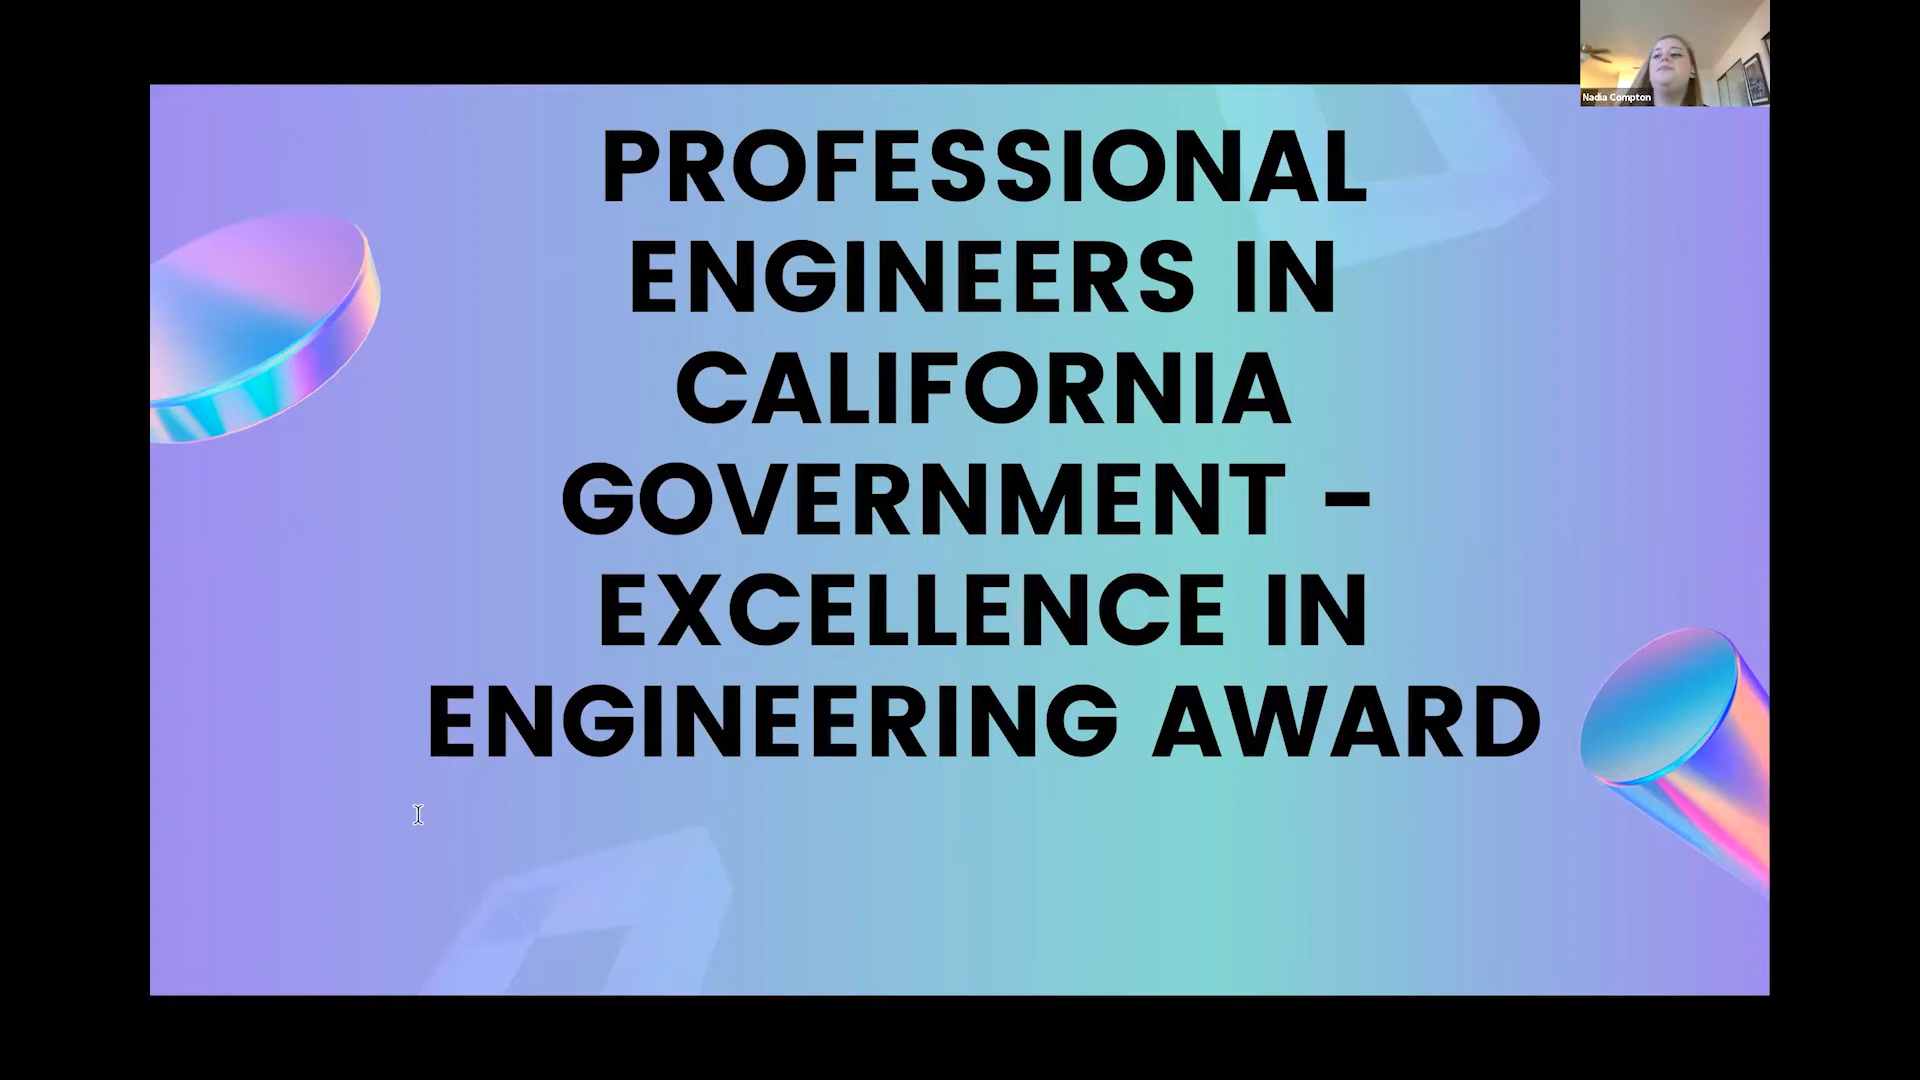 Nadia Compton
PROFESSIONAL
ENGINEERS IN
CALIFORNIA
GOVERNMENT -
EXCELLENCE IN
ENGINEERING AWARD